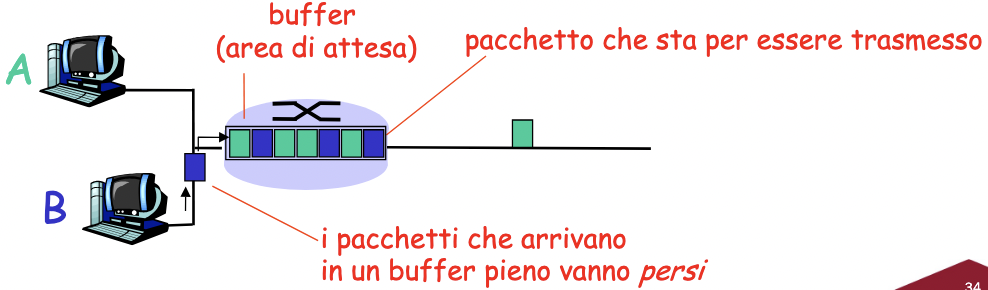 buffer
(area di attesa)
pacchetto che sta per essere trasmesso
A
B
i pacchetti che arrivano
in un buffer pieno vanno persi
34